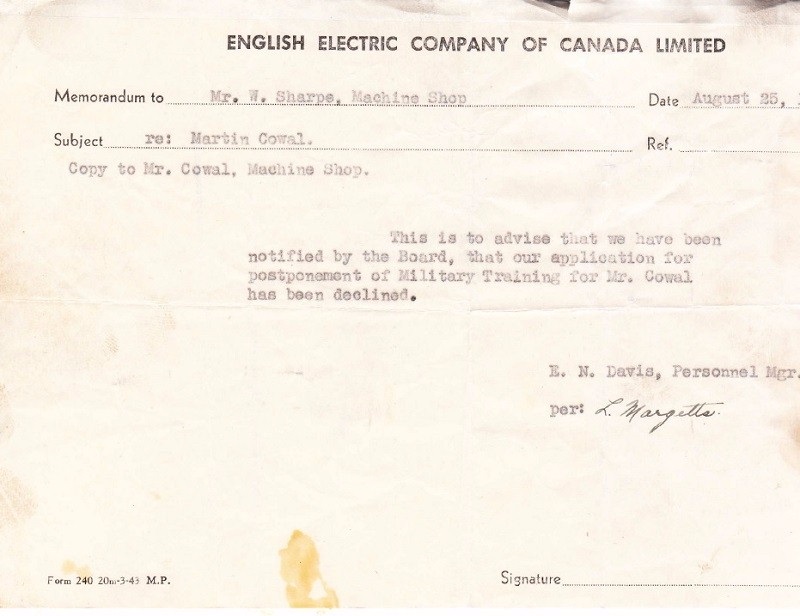 ENGLISH ELECTRIC COMPANY OF CANADA LIMITED
Memorandum to Mr. W. Sharpe, Machine Shop Date August 25,
Subject re: Martin Cowal. Ref.
Copy to Mr. Cowal, Machine Shop.
This is to advise that we have been
notified by the Board, that our application for
postponement of Military Training for Mr. Cowal
has been declined.
E. N. Davis, Personnel Mgr.
per: L. Margetts.
Form 240 20m-3-43 M.P. Signature